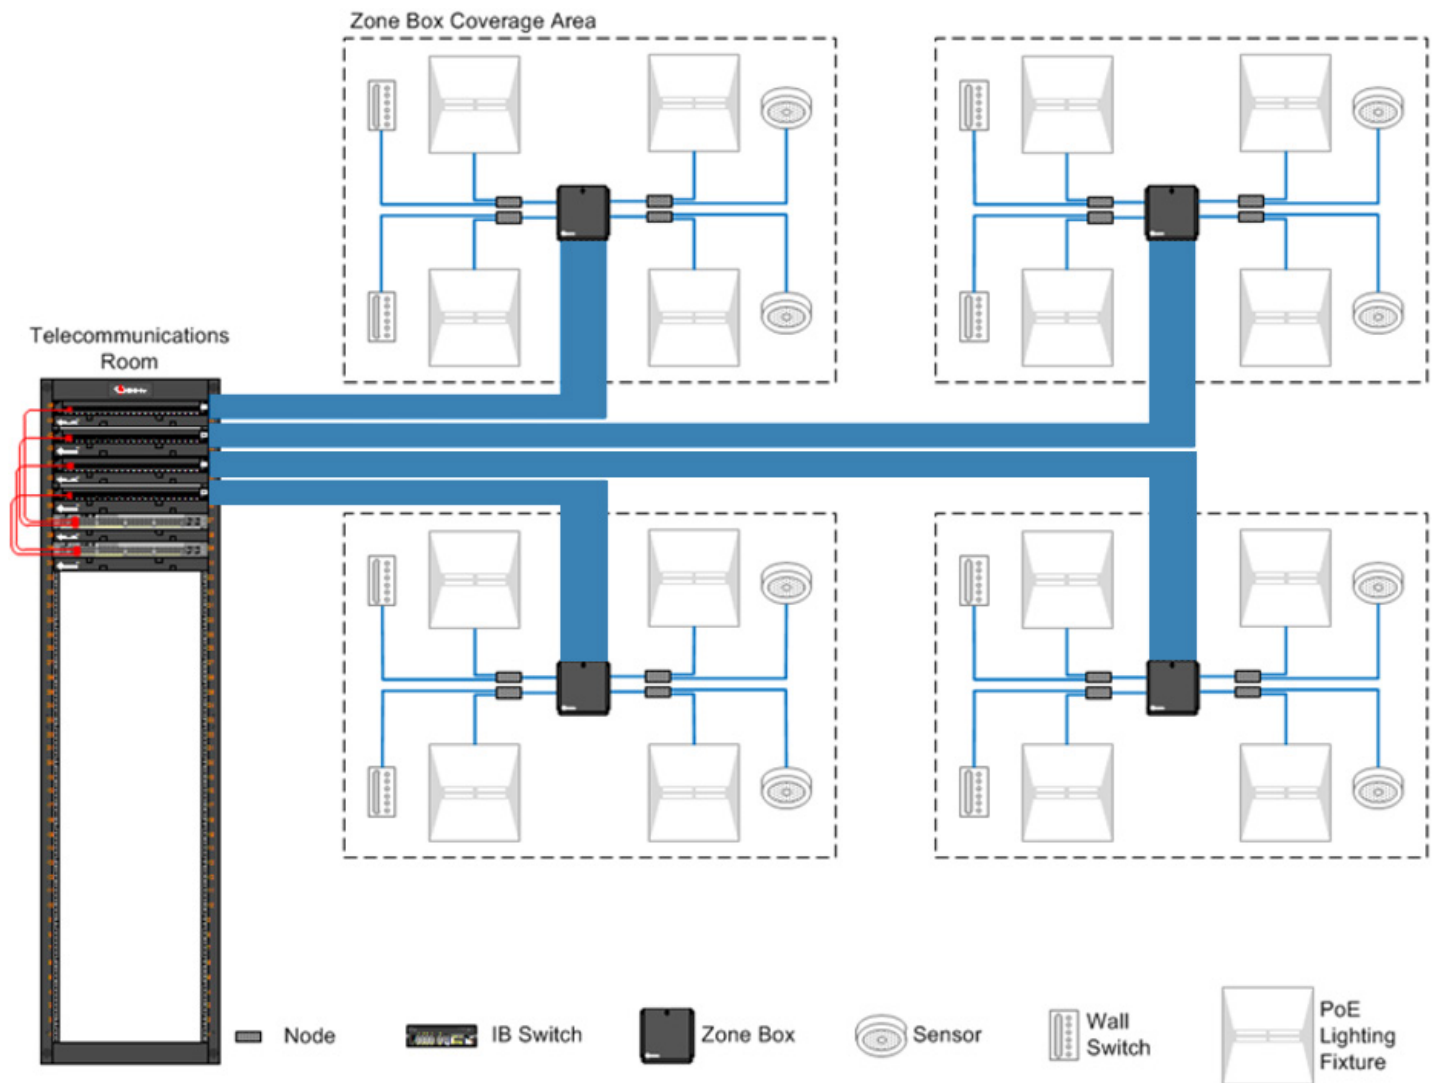 Zone Box Coverage Area
Telecommunications
Room
Node
IB Switch
Zone Box
Sensor
Wall
Switch
PoE
Lighting
Fixture